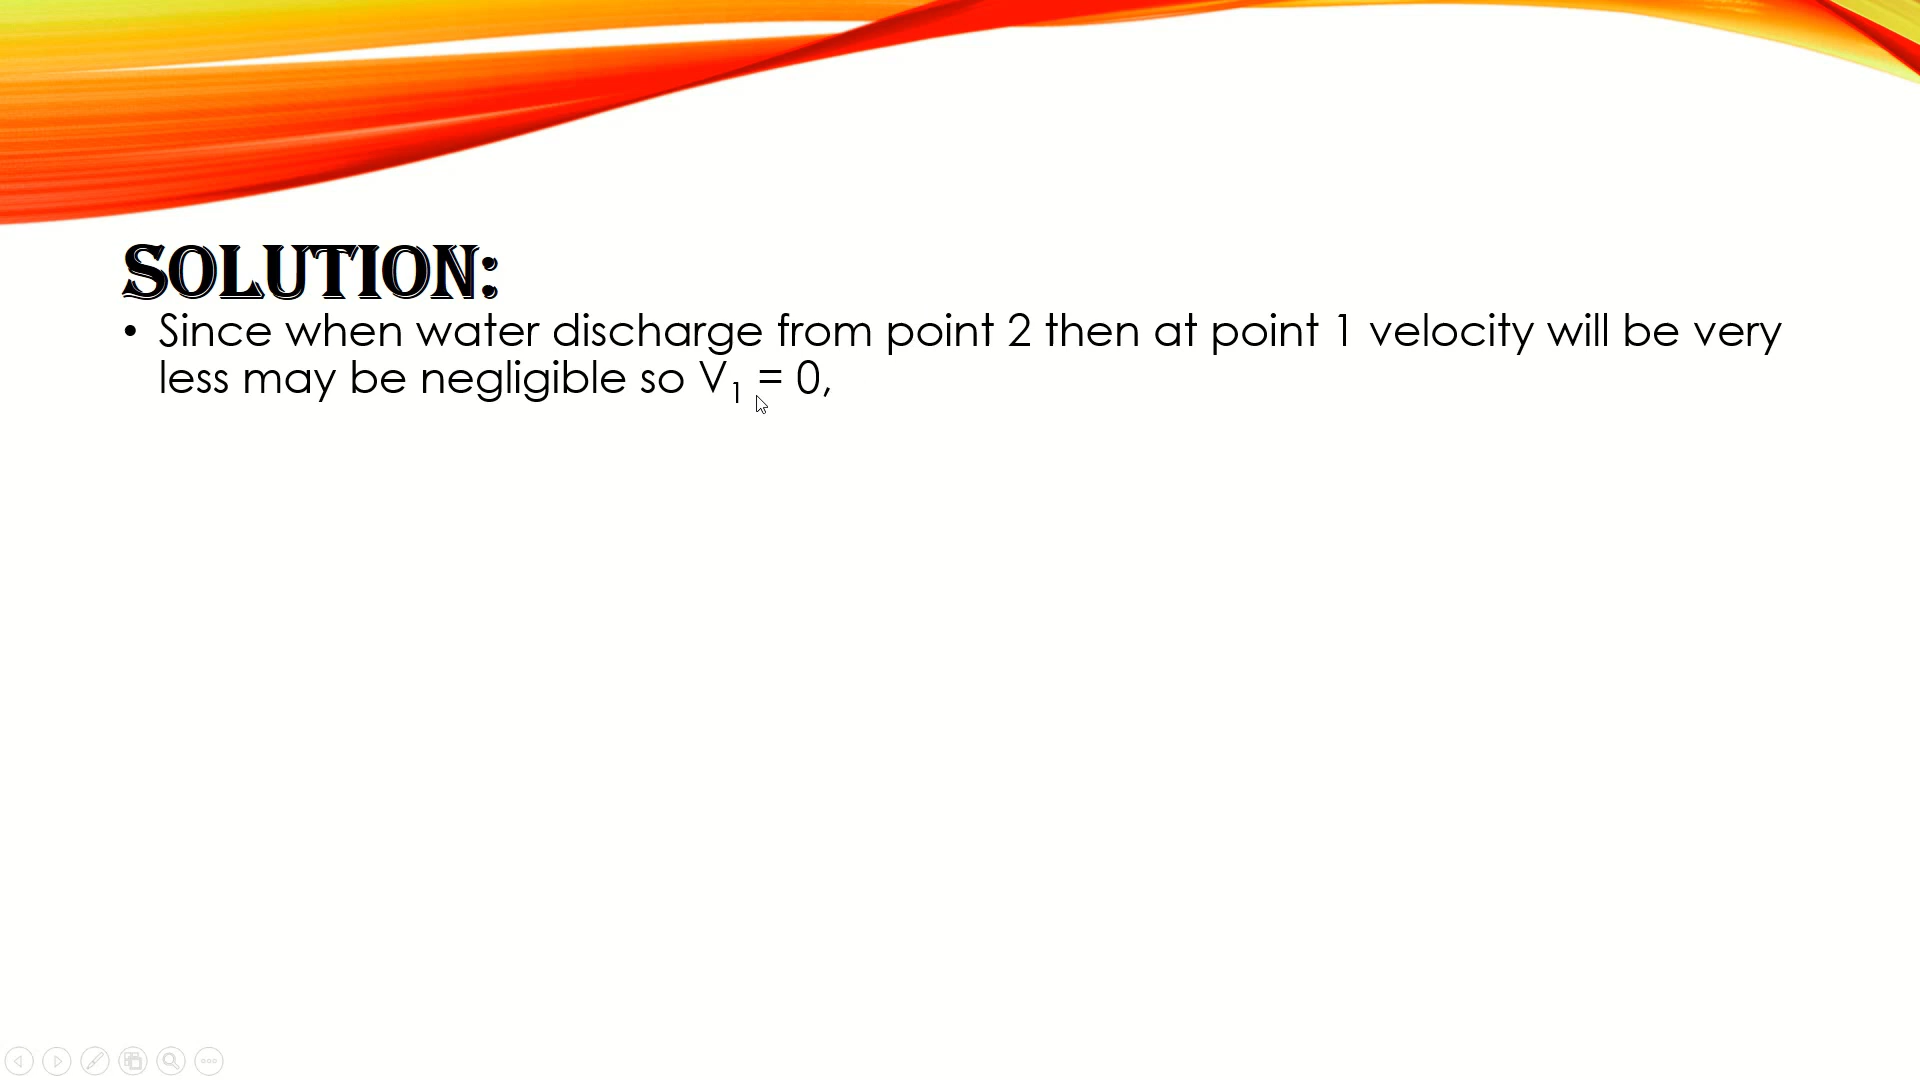 SOLUTION:
• Since when water discharge from point 2 then at point 1 velocity will be very
less may be negligible so V₁ = 0,